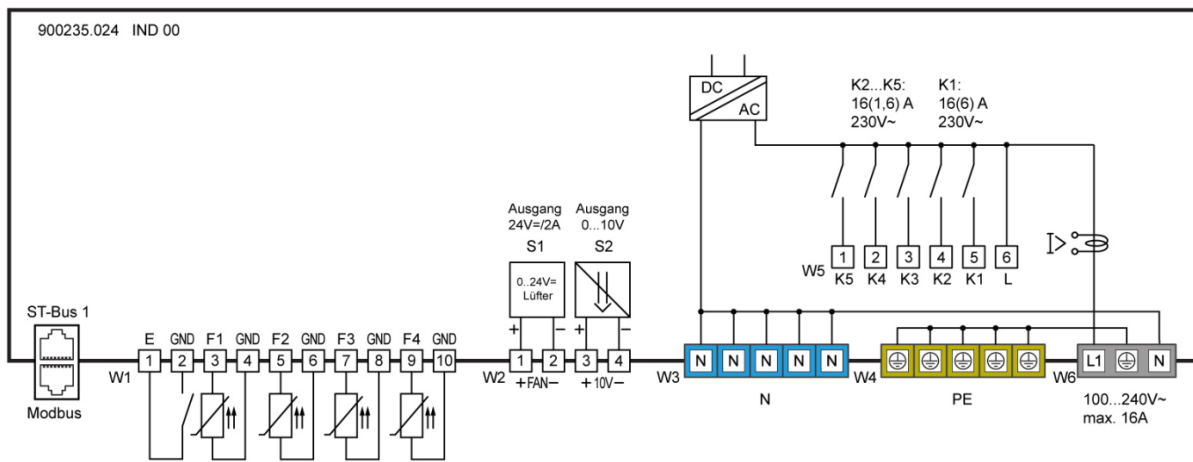 900235.024 IND 00
DC
AC
K2...K5:
16(1,6) A
230V~
K1:
16(6) A
230V~
Ausgang
24V=/2A
S1
Ausgang
0...10V
S2
0..24V=
Lüfter
+ −
+ −
I>
W5
1 2 3 4 5 6
K5 K4 K3 K2 K1 L
ST-Bus 1
Modbus
E GND F1 GND F2 GND F3 GND F4 GND
W1
1 2 3 4 5 6 7 8 9 10
W2
1 2 3 4
+FAN− +10V−
W3
N N N N N
N
W4
PE
W6
L1 N
100...240V~
max. 16A